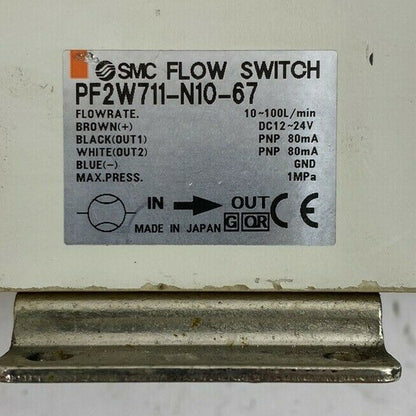 SMC FLOW SWITCH
PF2W711-N10-67
FLOWRATE. 10~100L/min
BROWN(+) DC12~24V
BLACK(OUT1) PNP 80mA
WHITE(OUT2) PNP 80mA
BLUE(-) GND
MAX.PRESS. 1MPa
IN → OUT
MADE IN JAPAN G QR CE